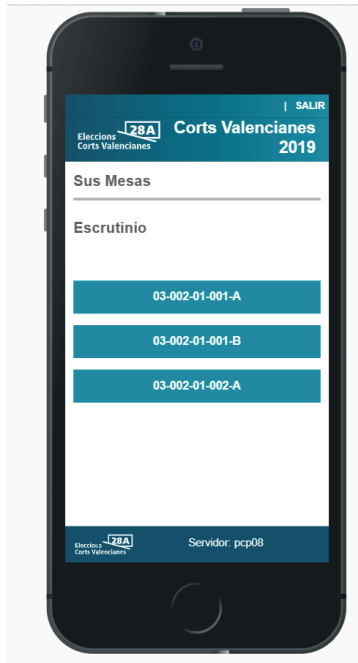 | SALIR
Eleccions 28A
Corts Valencianes
Corts Valencianes
2019
Sus Mesas
Escrutinio
03-002-01-001-A
03-002-01-001-B
03-002-01-002-A
Eleccions 28A
Corts Valencianes
Servidor: pcp08